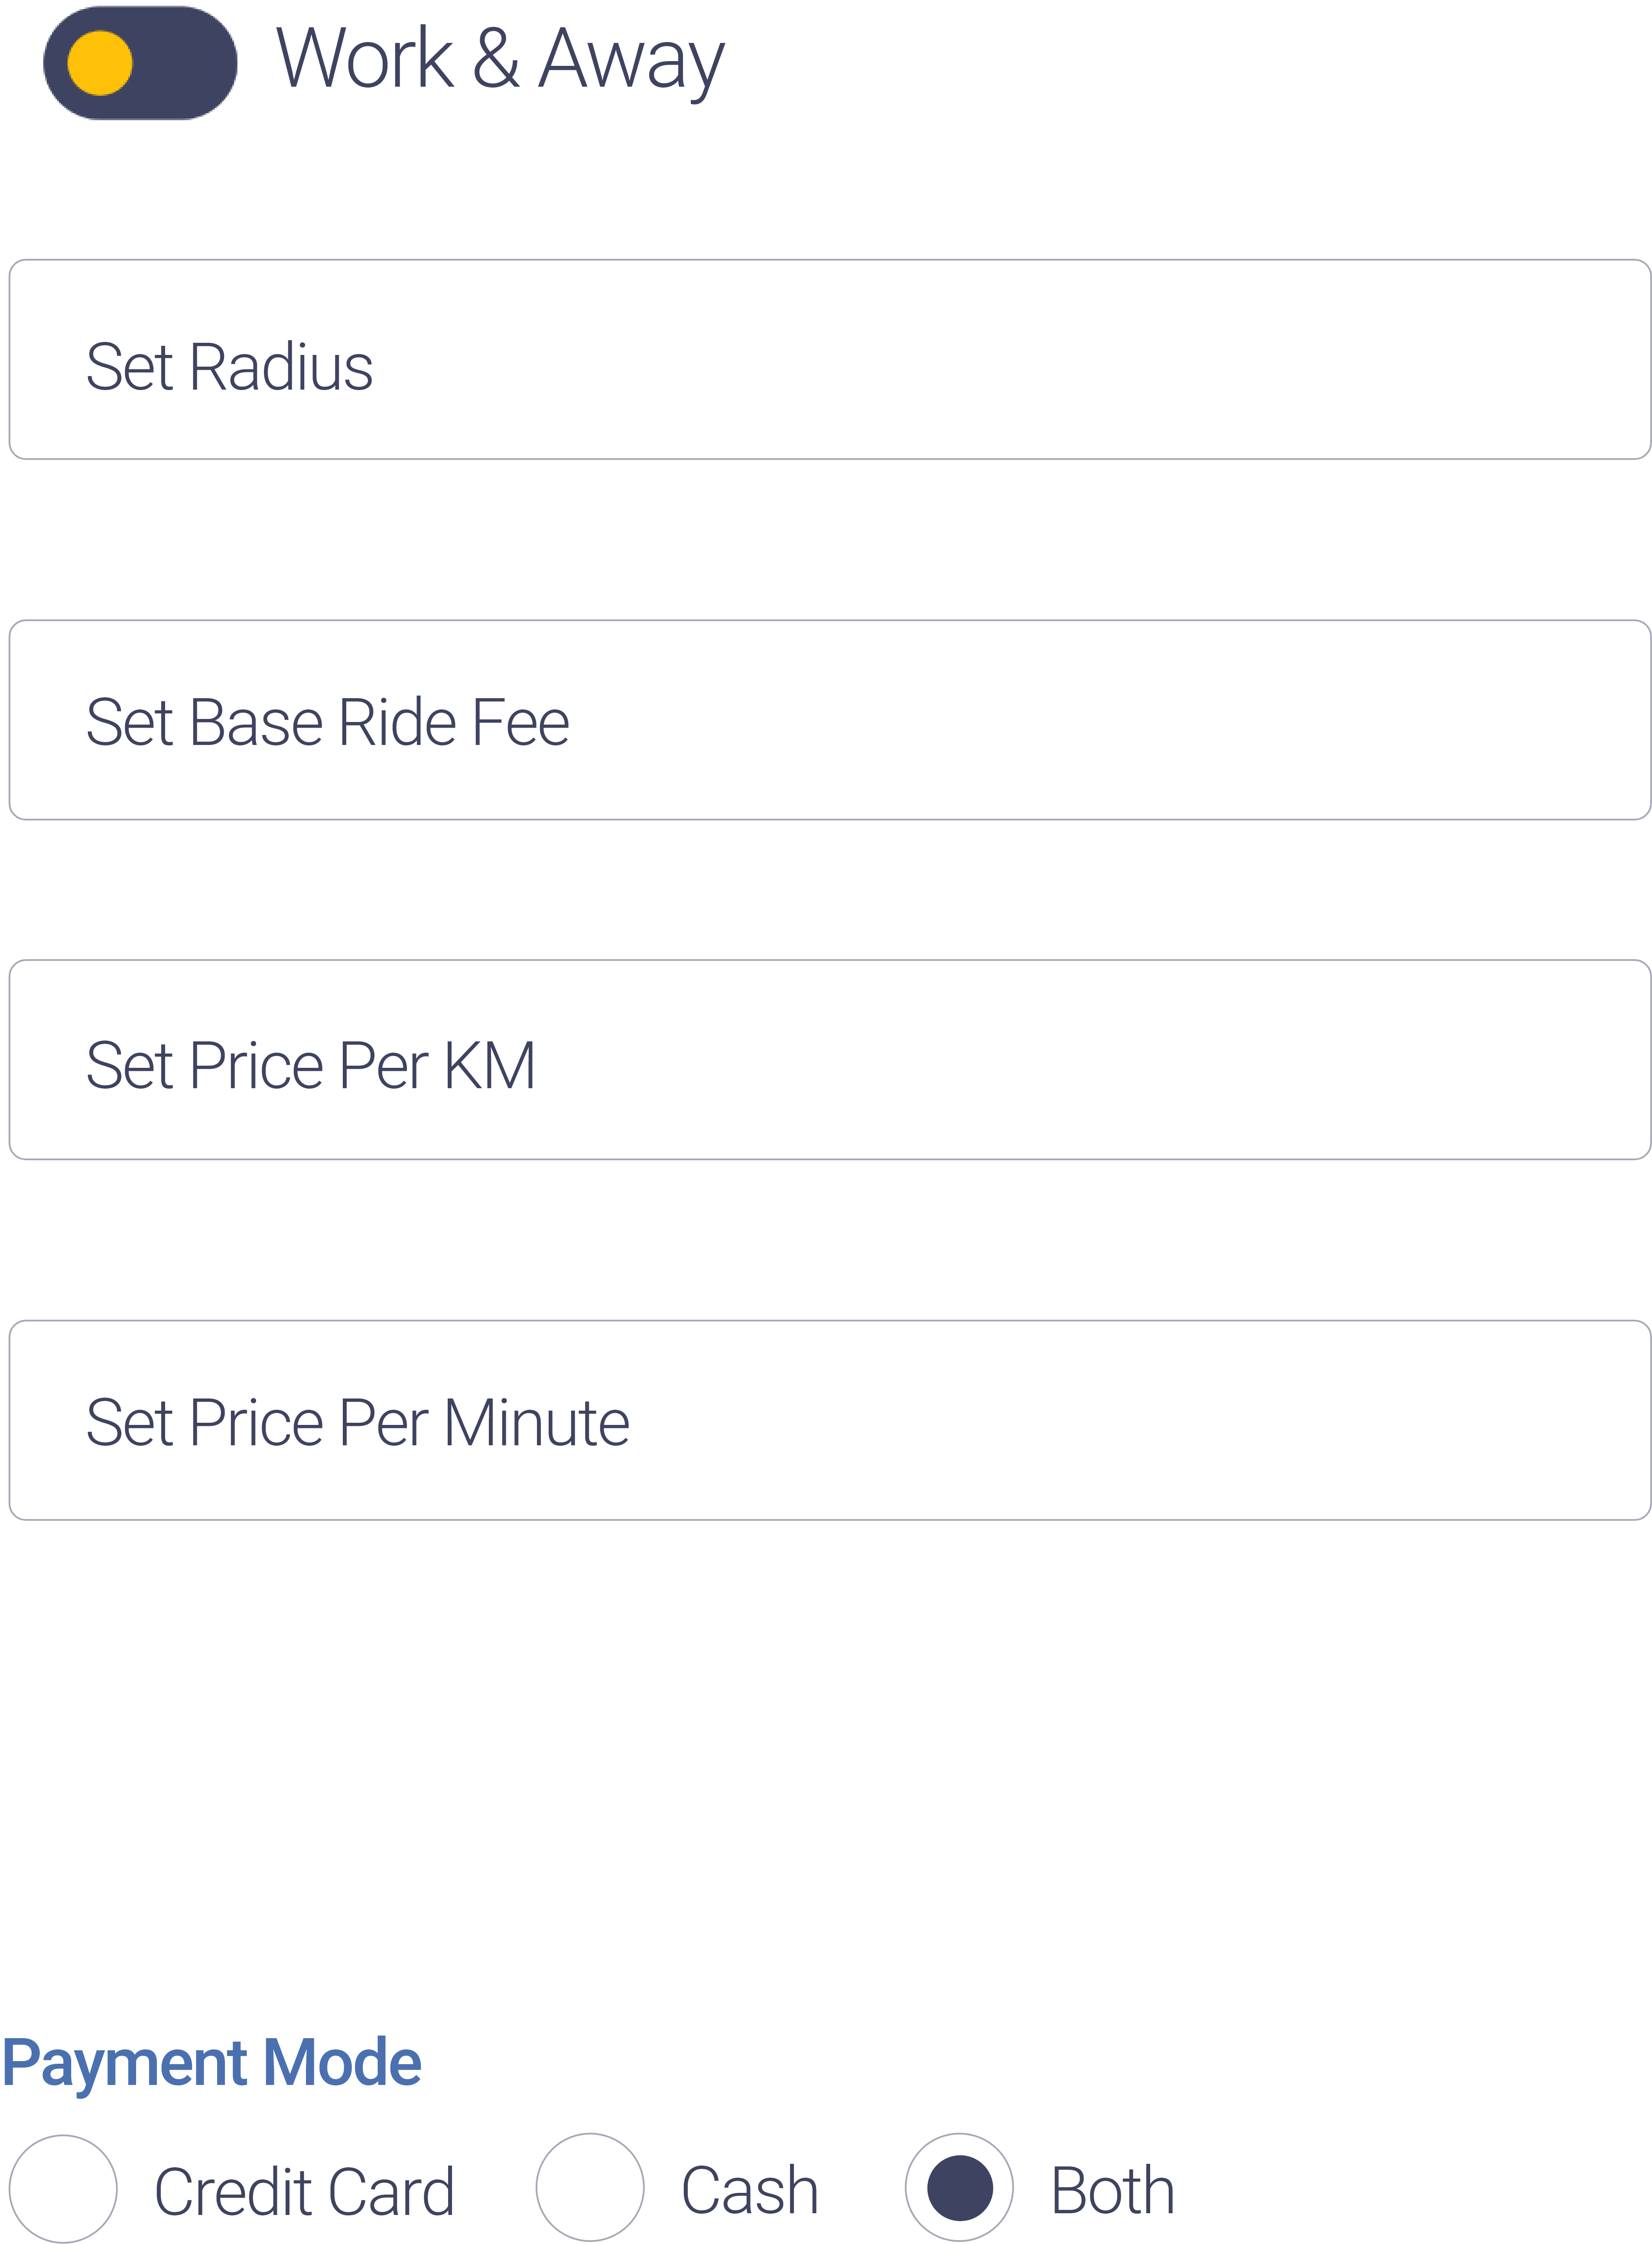 Work & Away
Set Radius
Set Base Ride Fee
Set Price Per KM
Set Price Per Minute
Payment Mode
Credit Card Cash Both